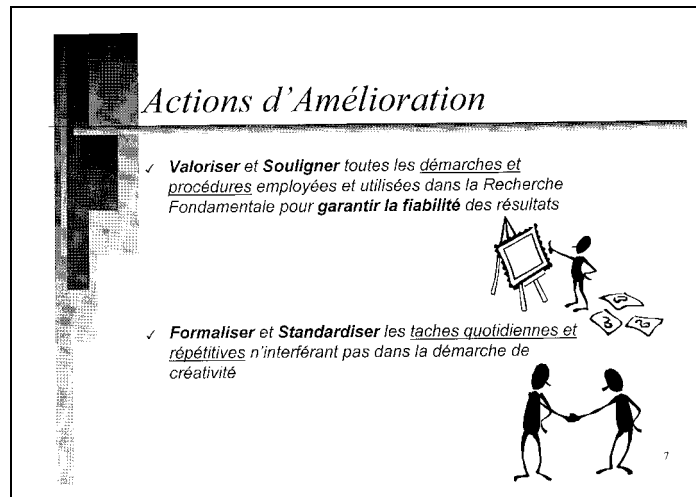 Actions d'Amélioration
✓ Valoriser et Souligner toutes les démarches et
procédures employées et utilisées dans la Recherche
Fondamentale pour garantir la fiabilité des résultats
✓ Formaliser et Standardiser les taches quotidiennes et
répétitives n'interférant pas dans la démarche de
créativité
7